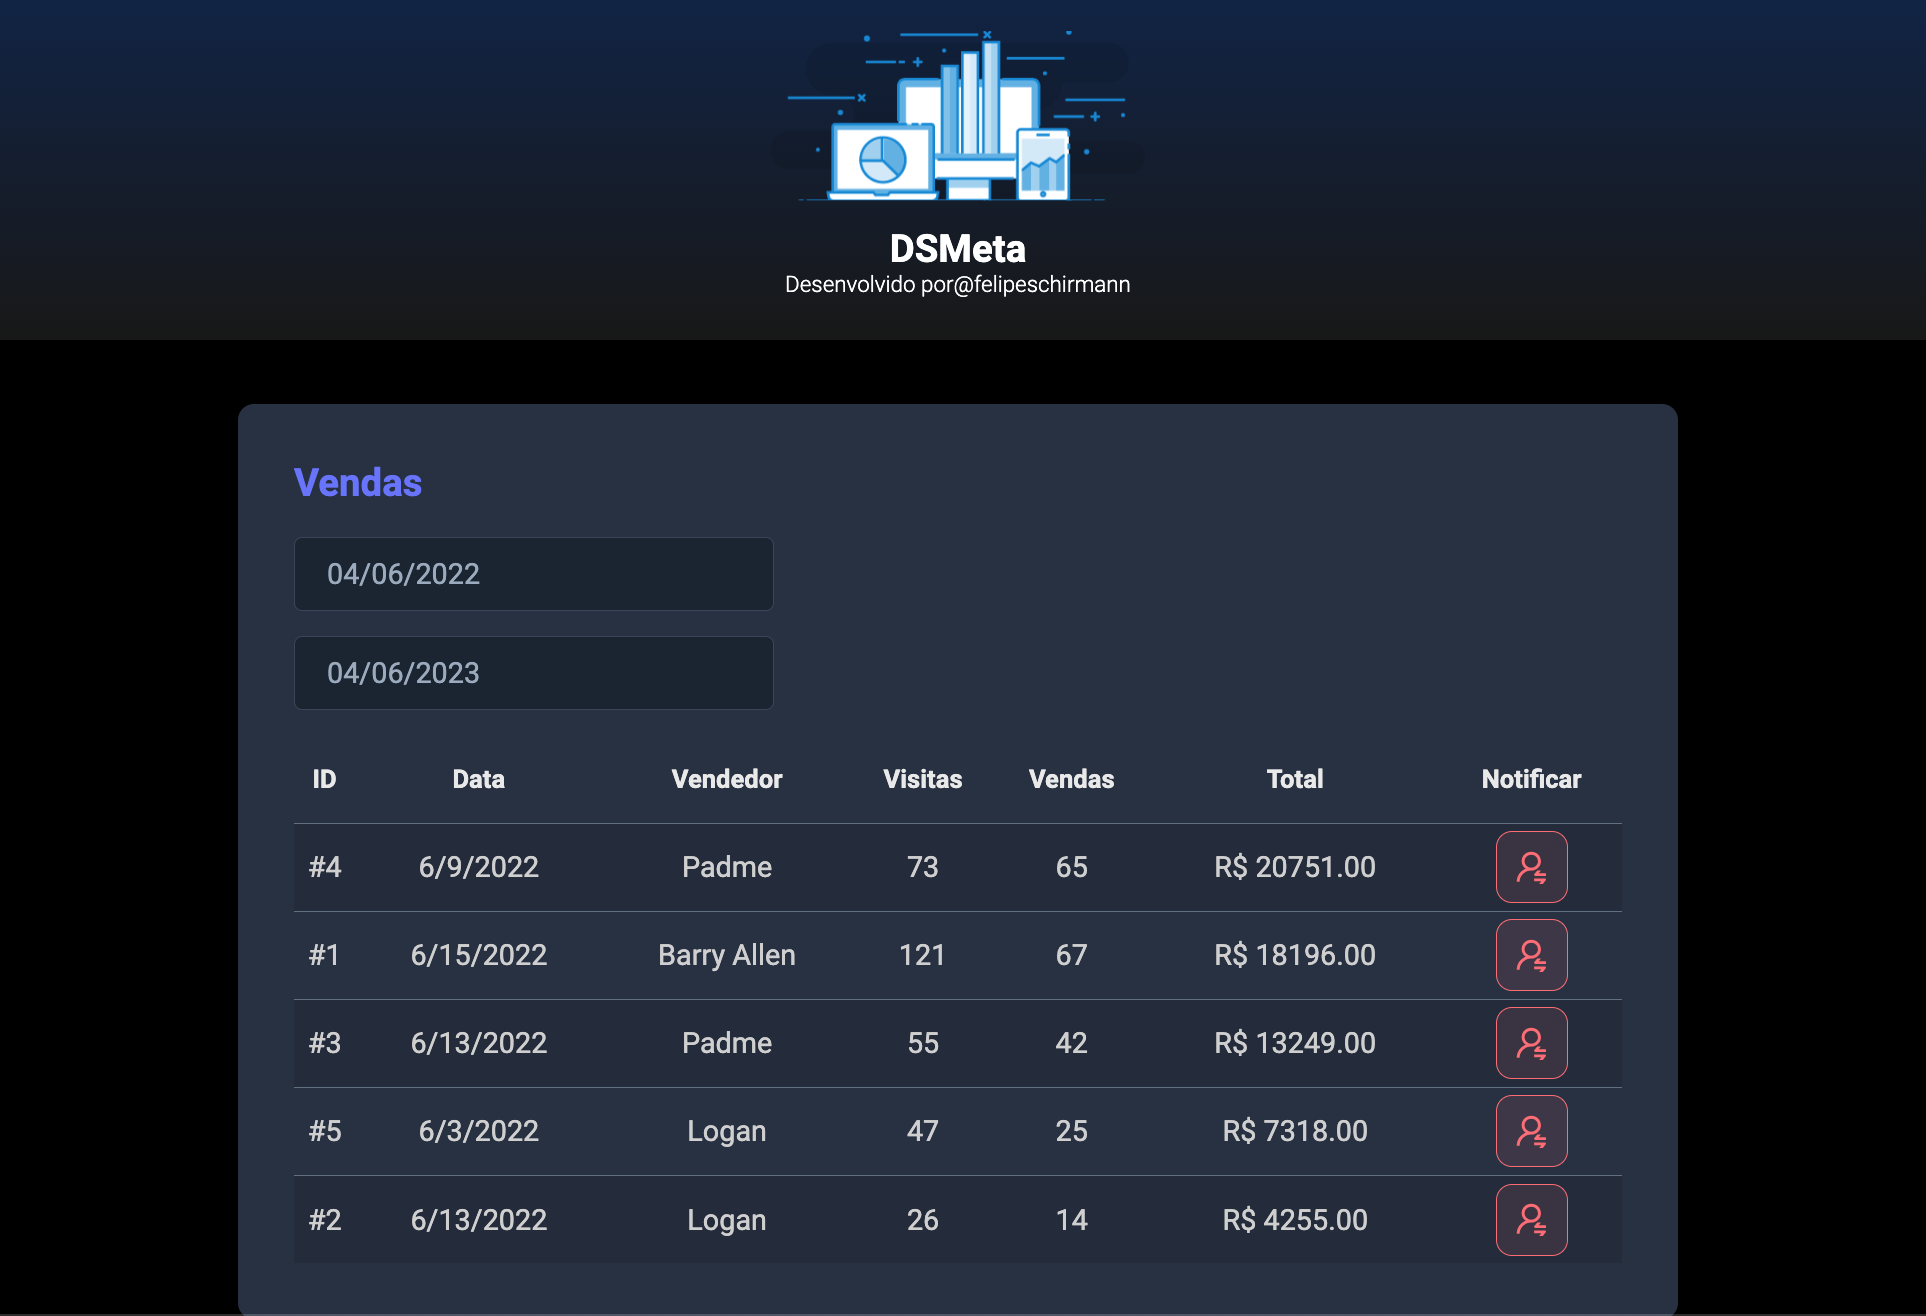 DSMeta
Desenvolvido por@felipeschirmann
Vendas
04/06/2022
04/06/2023
ID Data Vendedor Visitas Vendas Total Notificar
#4 6/9/2022 Padme 73 65 R$ 20751.00
#1 6/15/2022 Barry Allen 121 67 R$ 18196.00
#3 6/13/2022 Padme 55 42 R$ 13249.00
#5 6/3/2022 Logan 47 25 R$ 7318.00
#2 6/13/2022 Logan 26 14 R$ 4255.00